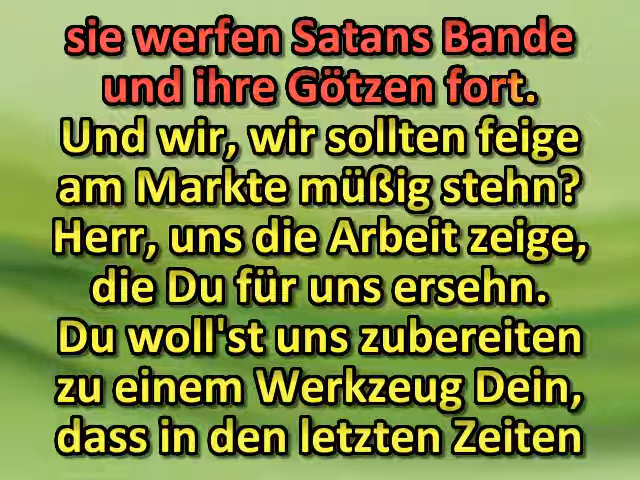 sie werfen Satans Bande
und ihre Götzen fort.
Und wir, wir sollten feige
am Markte müßig stehn?
Herr, uns die Arbeit zeige,
die Du für uns ersehn.
Du woll'st uns zubereiten
zu einem Werkzeug Dein,
dass in den letzten Zeiten